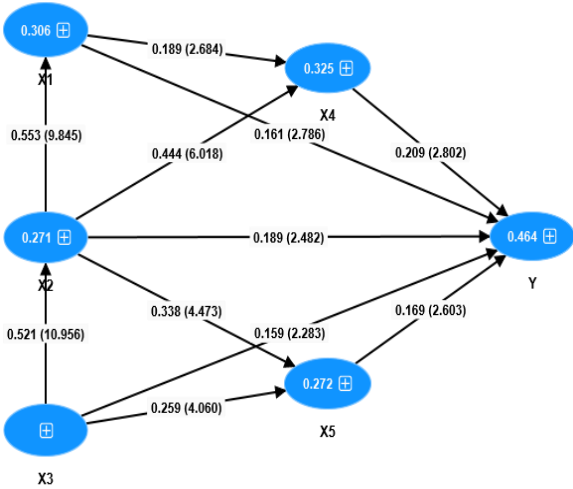 0.306
X1
0.189 (2.684)
0.325
X4
0.553 (9.845)
0.161 (2.786)
0.444 (6.018)
0.209 (2.802)
0.271
X2
0.189 (2.482)
0.464
Y
0.338 (4.473)
0.521 (10.956)
0.159 (2.283)
0.169 (2.603)
0.272
X5
0.259 (4.060)
X3